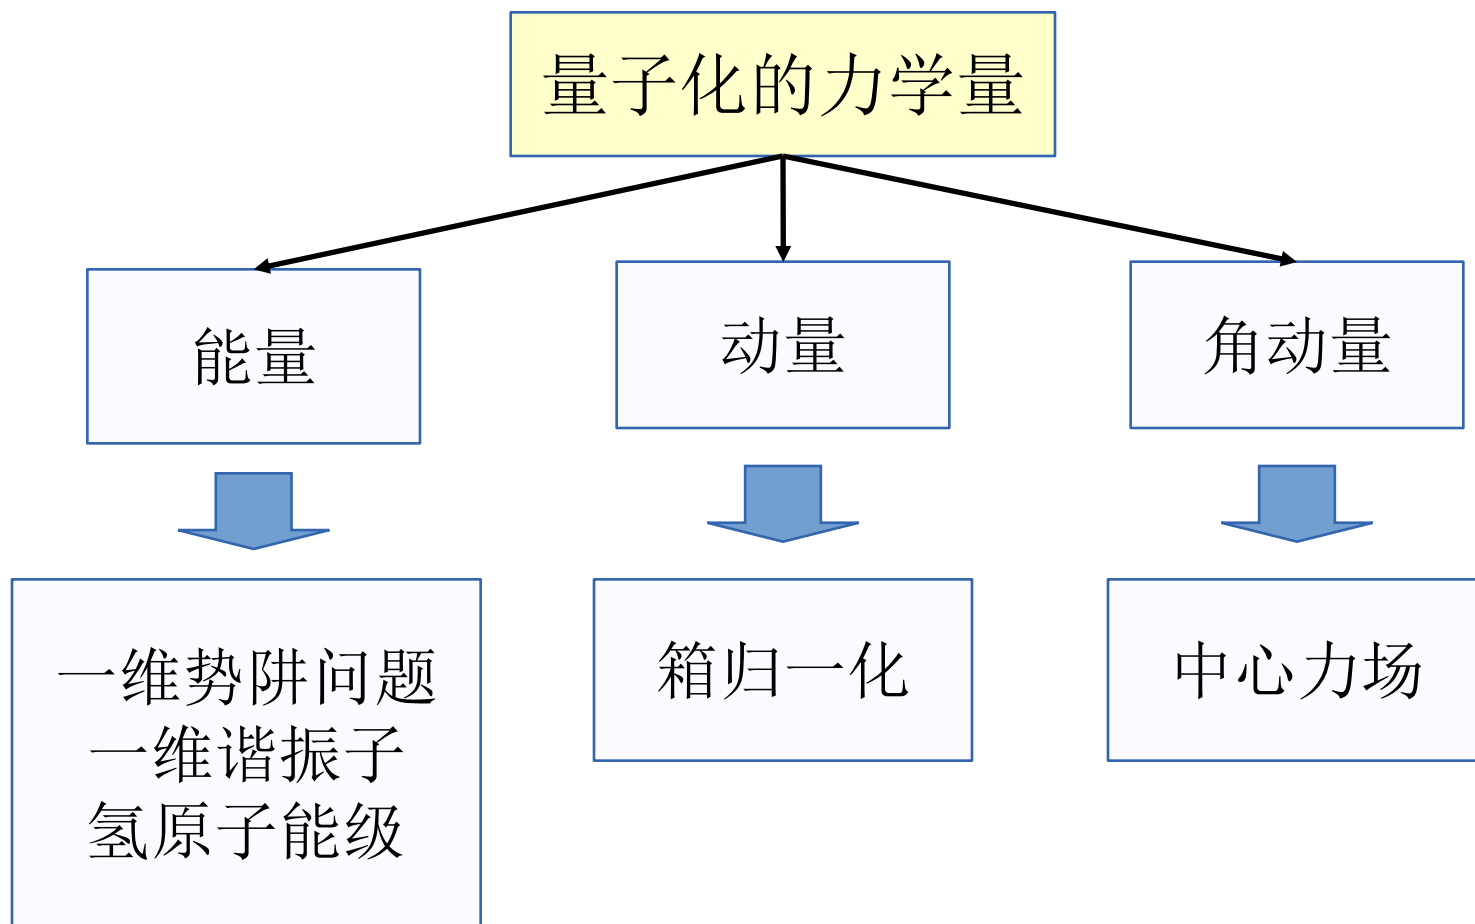 量子化的力学量
能量
动量
角动量
一维势阱问题
一维谐振子
氢原子能级
箱归一化
中心力场